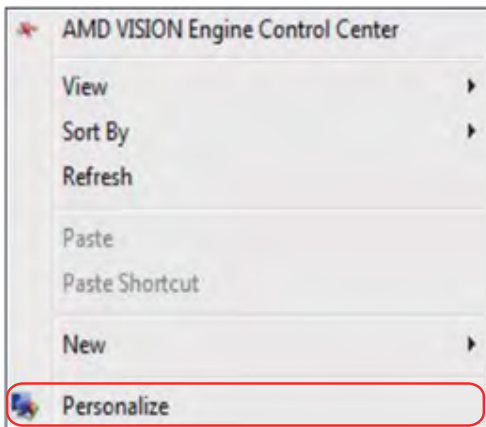 AMD VISION Engine Control Center
View
Sort By
Refresh
Paste
Paste Shortcut
New
Personalize